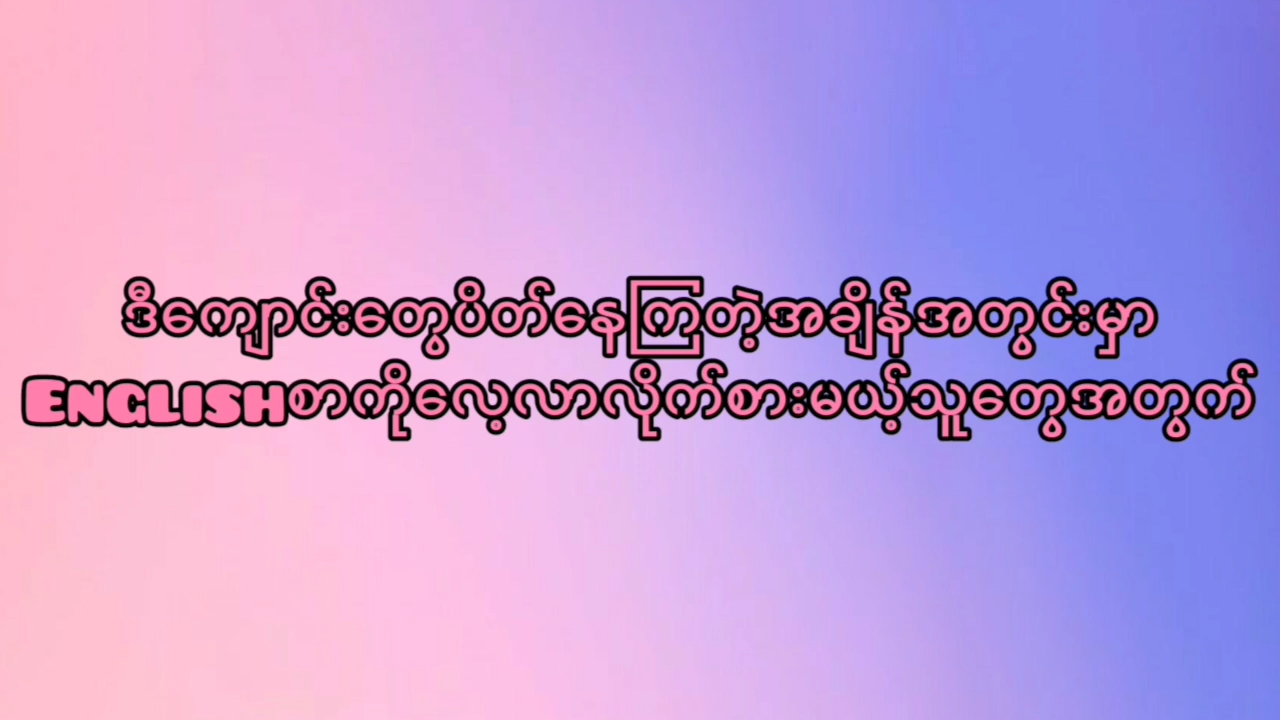 ဒီကျောင်းတွေပိတ်နေကြတဲ့အချိန်အတွင်းမှာ
Englishစာကိုလေ့လာလိုက်စားမယ့်သူတွေအတွက်